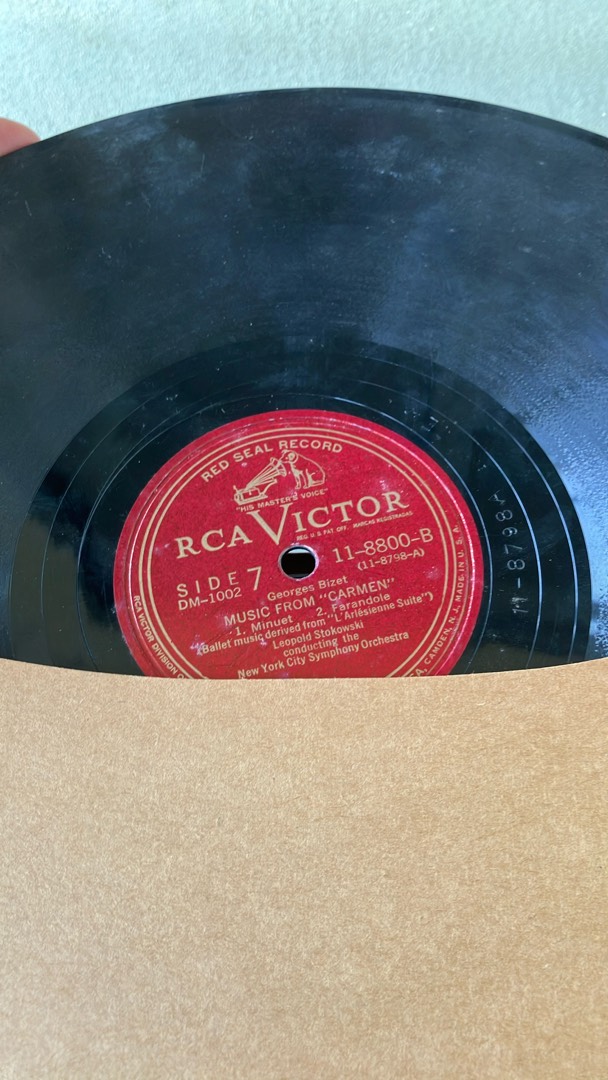 RED SEAL RECORD
"HIS MASTER'S VOICE"
RCA VICTOR
REG. U.S. PAT. OFF. MARCAS REGISTRADAS
SIDE 7
11-8800-B
DM-1002
(11-8798-A)
Georges Bizet
MUSIC FROM "CARMEN"
1. Minuet 2. Farandole
(Ballet music derived from "L'Arlésienne Suite")
Leopold Stokowski
conducting the
New York City Symphony Orchestra
RCA VICTOR DIVISION
CAMDEN, N. J. MADE IN U. S. A.